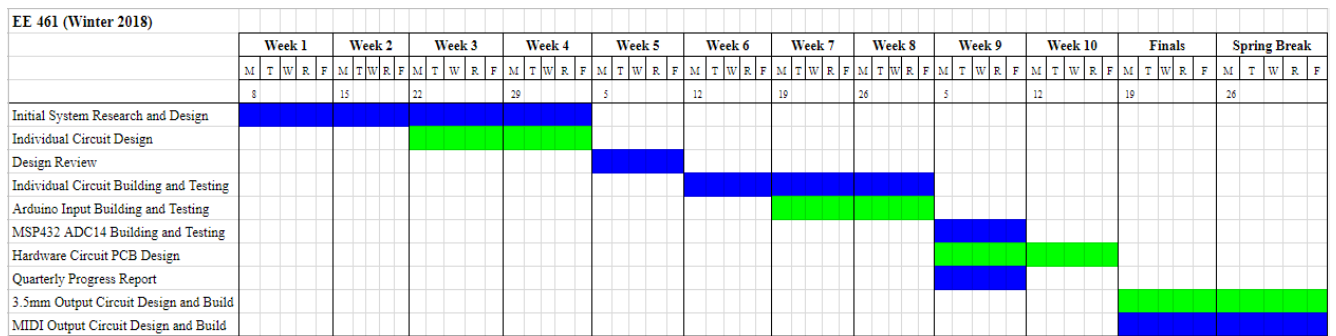 EE 461 (Winter 2018)
Week 1 Week 2 Week 3 Week 4 Week 5 Week 6 Week 7 Week 8 Week 9 Week 10 Finals Spring Break
M T W R F M T W R F M T W R F M T W R F M T W R F M T W R F M T W R F M T W R F M T W R F M T W R F M T W R F M T W R F
8 15 22 29 5 12 19 26 5 12 19 26
Initial System Research and Design
Individual Circuit Design
Design Review
Individual Circuit Building and Testing
Arduino Input Building and Testing
MSP432 ADC14 Building and Testing
Hardware Circuit PCB Design
Quarterly Progress Report
3.5mm Output Circuit Design and Build
MIDI Output Circuit Design and Build